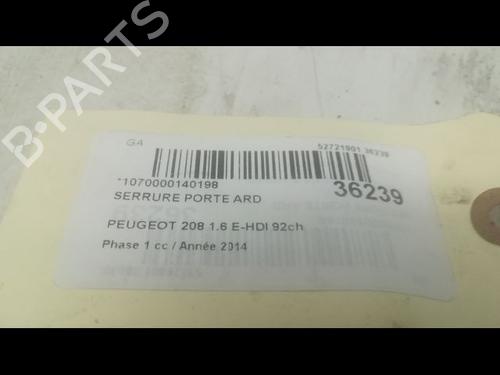 G4
52721901 36239
*1070000140198
36239
SERRURE PORTE ARD
PEUGEOT 208 1.6 E-HDI 92ch
Phase 1 cc / Année 2014
B-PARTS